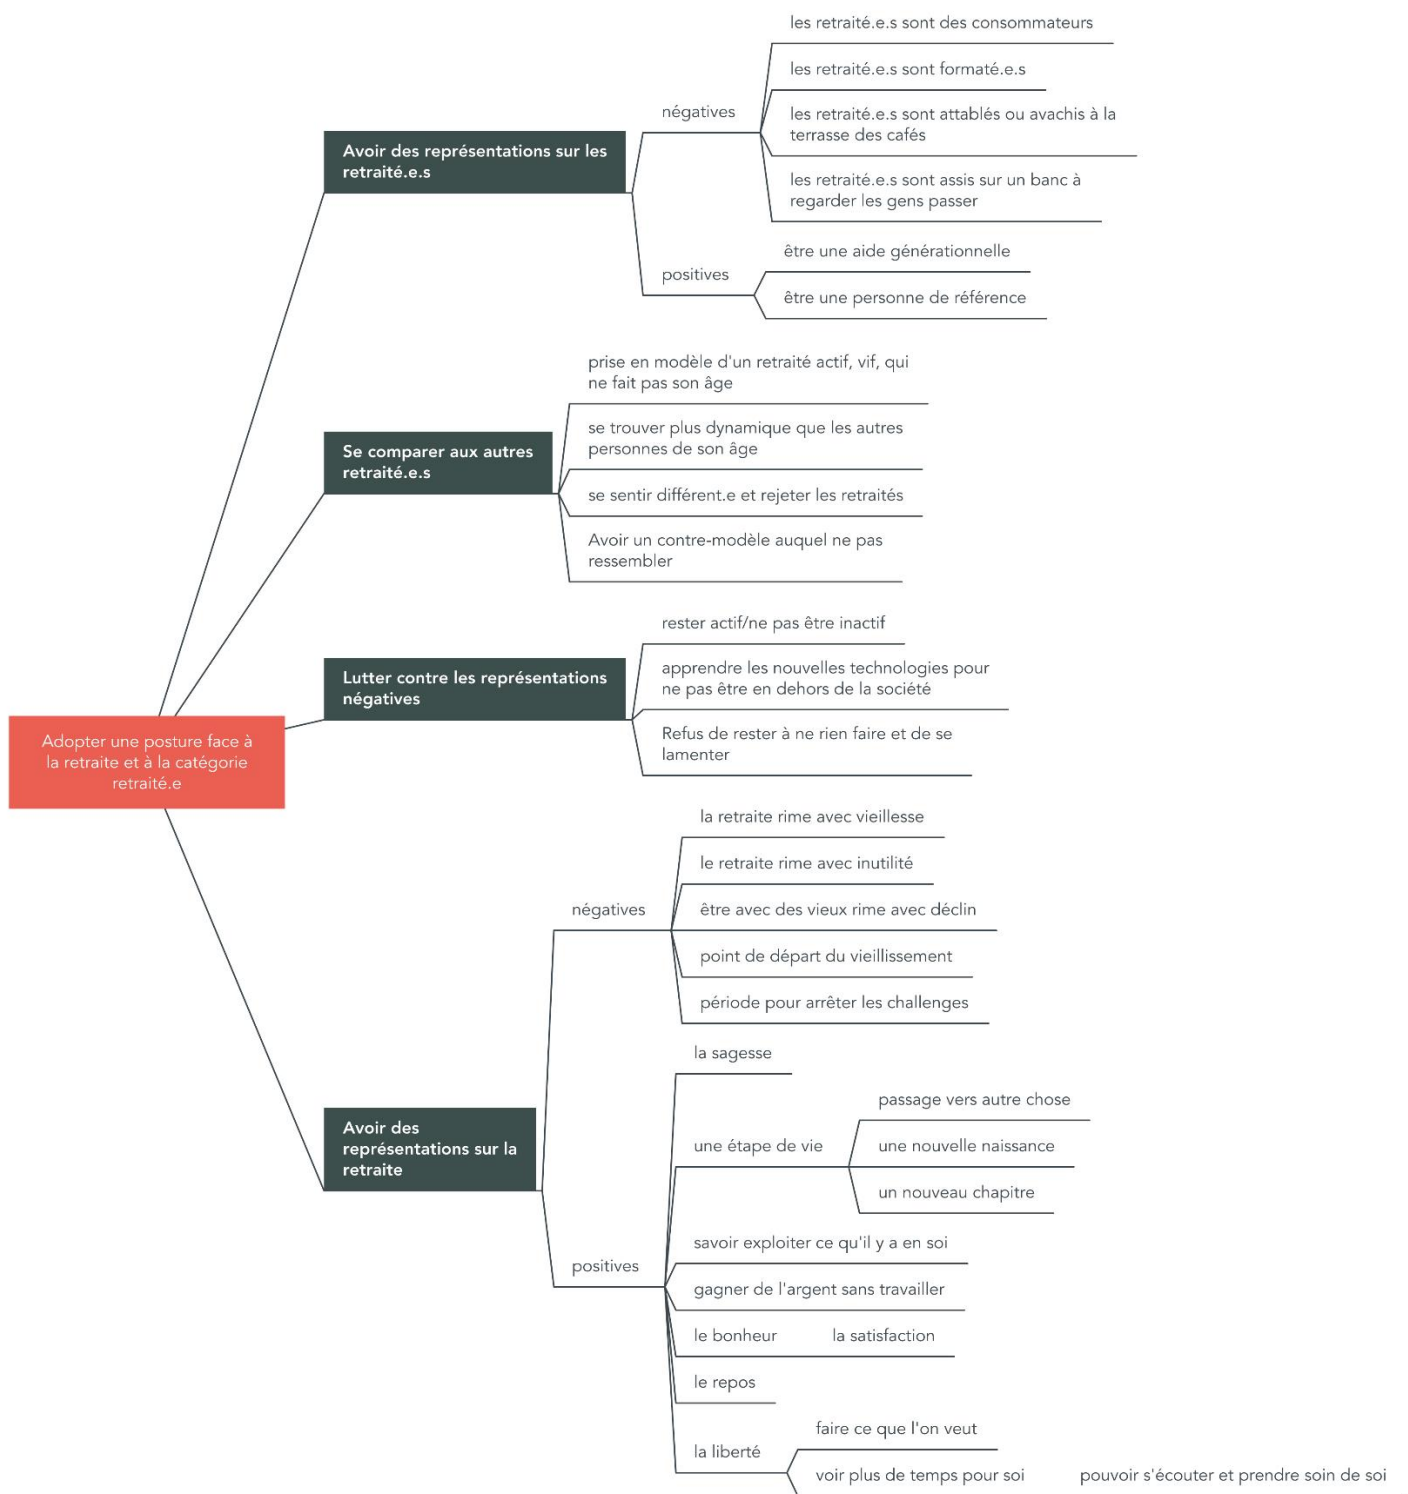 Adopter une posture face à
la retraite et à la catégorie
retraité.e
Avoir des représentations sur les
retraité.e.s
négatives
les retraité.e.s sont des consommateurs
les retraité.e.s sont formaté.e.s
les retraité.e.s sont attablés ou avachis à la
terrasse des cafés
les retraité.e.s sont assis sur un banc à
regarder les gens passer
positives
être une aide générationnelle
être une personne de référence
Se comparer aux autres
retraité.e.s
prise en modèle d'un retraité actif, vif, qui
ne fait pas son âge
se trouver plus dynamique que les autres
personnes de son âge
se sentir différent.e et rejeter les retraités
Avoir un contre-modèle auquel ne pas
ressembler
Lutter contre les représentations
négatives
rester actif/ne pas être inactif
apprendre les nouvelles technologies pour
ne pas être en dehors de la société
Refus de rester à ne rien faire et de se
lamenter
Avoir des
représentations sur la
retraite
négatives
la retraite rime avec vieillesse
le retraite rime avec inutilité
être avec des vieux rime avec déclin
point de départ du vieillissement
période pour arrêter les challenges
positives
la sagesse
une étape de vie
passage vers autre chose
une nouvelle naissance
un nouveau chapitre
savoir exploiter ce qu'il y a en soi
gagner de l'argent sans travailler
le bonheur
la satisfaction
le repos
la liberté
faire ce que l'on veut
voir plus de temps pour soi
pouvoir s'écouter et prendre soin de soi